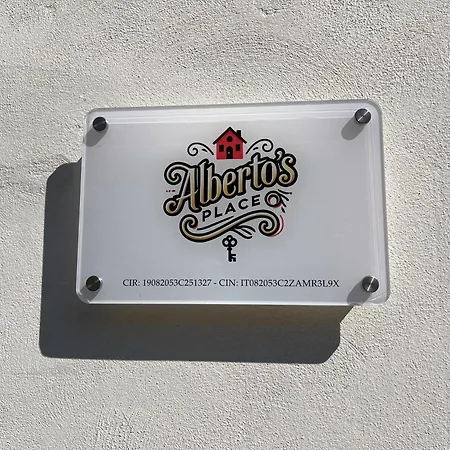 Alberto's
PLACE
CIR: 19082053C251327 - CIN: IT082053C2ZAMR3L9X